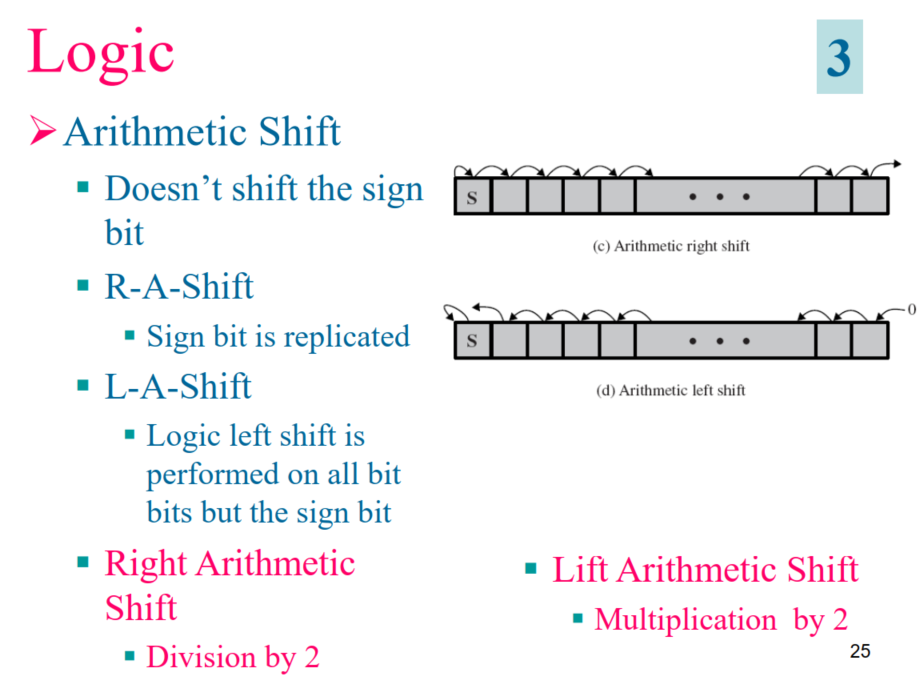 Logic
3
Arithmetic Shift
Doesn't shift the sign
bit
R-A-Shift
Sign bit is replicated
L-A-Shift
Logic left shift is
performed on all bit
bits but the sign bit
Right Arithmetic
Shift
Division by 2
S
• • •
(c) Arithmetic right shift
0
S
• • •
(d) Arithmetic left shift
Lift Arithmetic Shift
Multiplication by 2
25